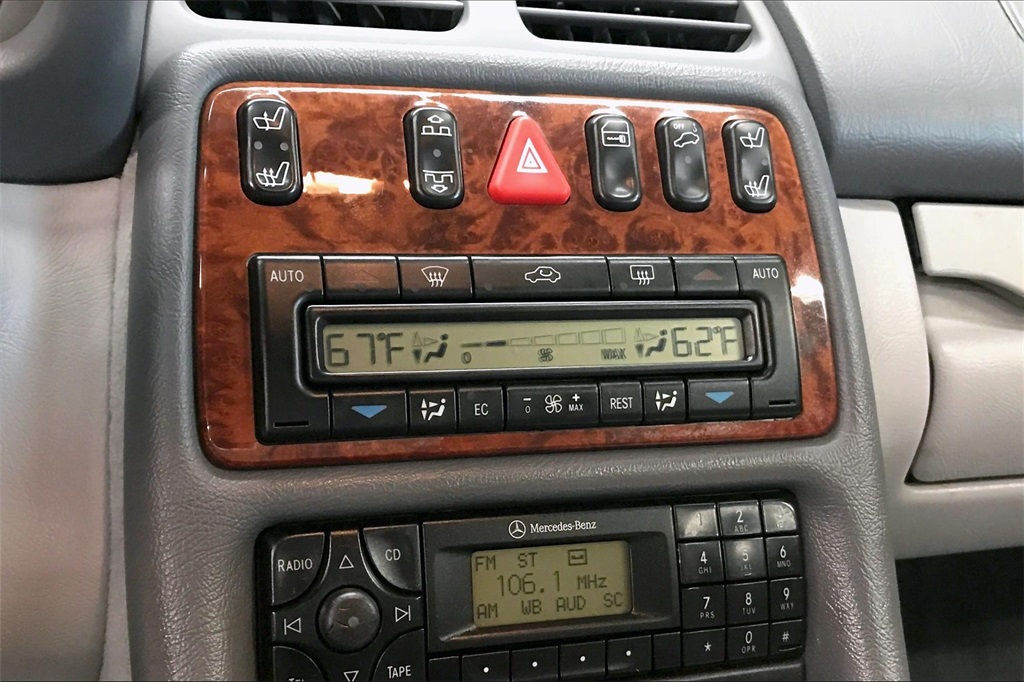 OFF
AUTO
AUTO
67°F
62°F
0
MAX
EC
– 0 + MAX
REST
Mercedes-Benz
RADIO
CD
TAPE
FM ST
106.1 MHz
AM WB AUD SC
1
2 ABC
4 GHI
5 JKL
6 MNO
7 PRS
8 TUV
9 WXY
*
0 OPR
#